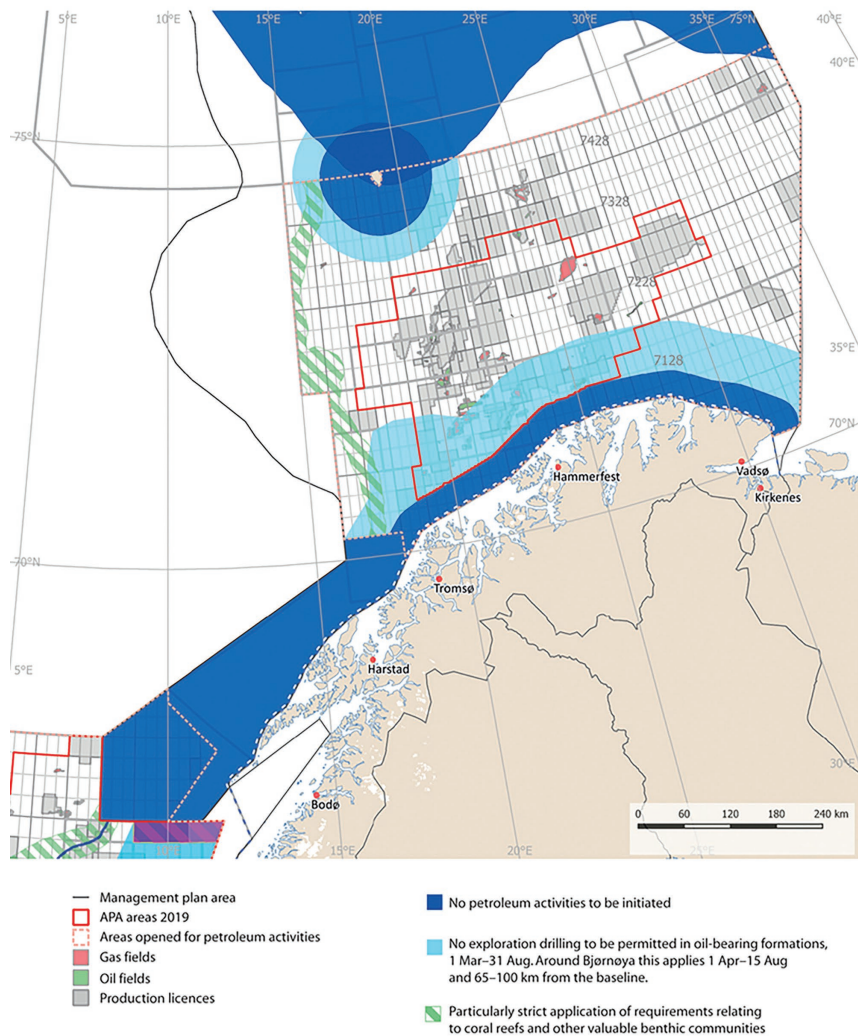 5°E
10°E
15°E
20°E
25°E
30°E
35°E
75°N
40°E
40°E
75°N
7428
7328
7228
7128
35°E
70°N
Hammerfest
Vadsø
Kirkenes
70°N
Tromsø
5°E
Harstad
30°E
Bodø
0 60 120 180 240 km
15°E
20°E
25°E
Management plan area
APA areas 2019
Areas opened for petroleum activities
Gas fields
Oil fields
Production licences
No petroleum activities to be initiated
No exploration drilling to be permitted in oil-bearing formations,
1 Mar–31 Aug. Around Bjørnøya this applies 1 Apr–15 Aug
and 65–100 km from the baseline.
Particularly strict application of requirements relating
to coral reefs and other valuable benthic communities